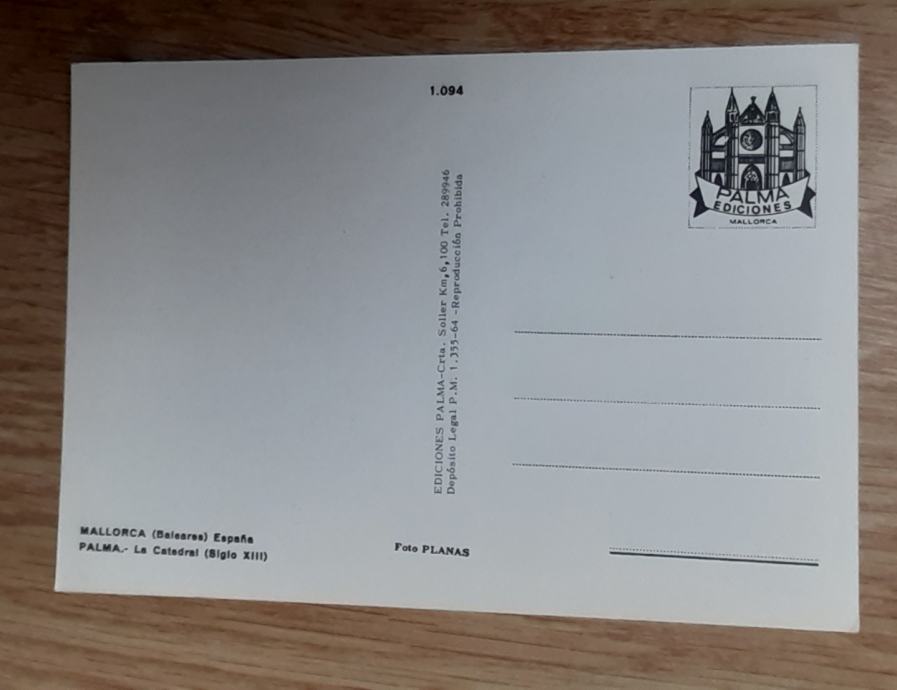 1.094
PALMA
EDICIONES
MALLORCA
EDICIONES PALMA-Crta. Soller Km,6,100 Tel. 289946
Depósito Legal P.M. 1.355-64 -Reproducción Prohibida
MALLORCA (Baleares) España
PALMA.- La Catedral (Siglo XIII)
Foto PLANAS